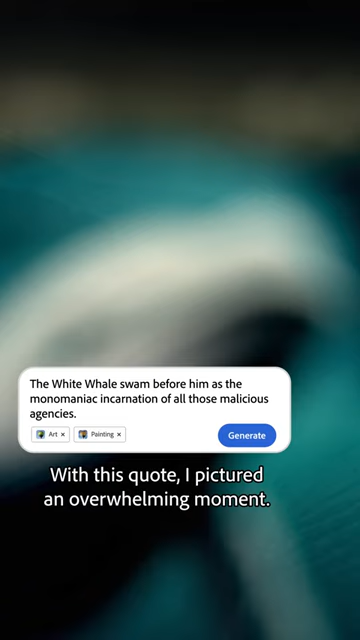 The White Whale swam before him as the
monomaniac incarnation of all those malicious
agencies.
Art × Painting ×
Generate
With this quote, I pictured
an overwhelming moment.